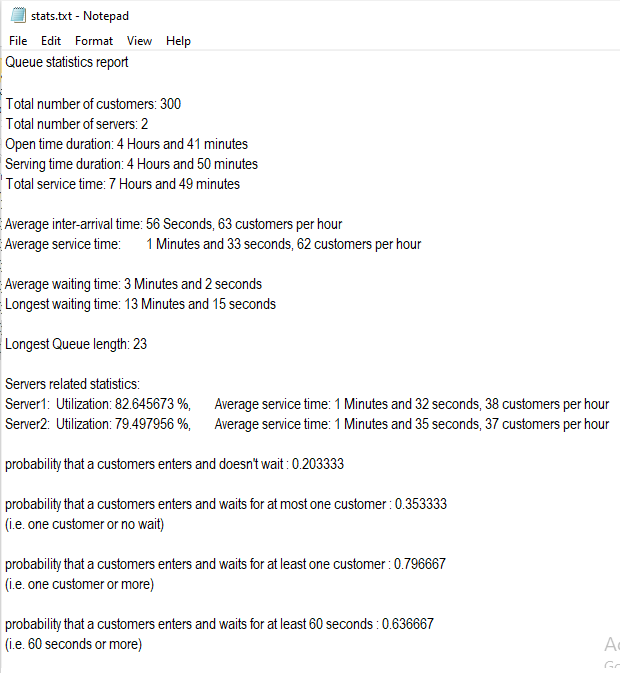 stats.txt - Notepad
File Edit Format View Help
Queue statistics report
Total number of customers: 300
Total number of servers: 2
Open time duration: 4 Hours and 41 minutes
Serving time duration: 4 Hours and 50 minutes
Total service time: 7 Hours and 49 minutes
Average inter-arrival time: 56 Seconds, 63 customers per hour
Average service time: 1 Minutes and 33 seconds, 62 customers per hour
Average waiting time: 3 Minutes and 2 seconds
Longest waiting time: 13 Minutes and 15 seconds
Longest Queue length: 23
Servers related statistics:
Server1: Utilization: 82.645673 %, Average service time: 1 Minutes and 32 seconds, 38 customers per hour
Server2: Utilization: 79.497956 %, Average service time: 1 Minutes and 35 seconds, 37 customers per hour
probability that a customers enters and doesn't wait : 0.203333
probability that a customers enters and waits for at most one customer : 0.353333
(i.e. one customer or no wait)
probability that a customers enters and waits for at least one customer : 0.796667
(i.e. one customer or more)
probability that a customers enters and waits for at least 60 seconds : 0.636667
(i.e. 60 seconds or more)